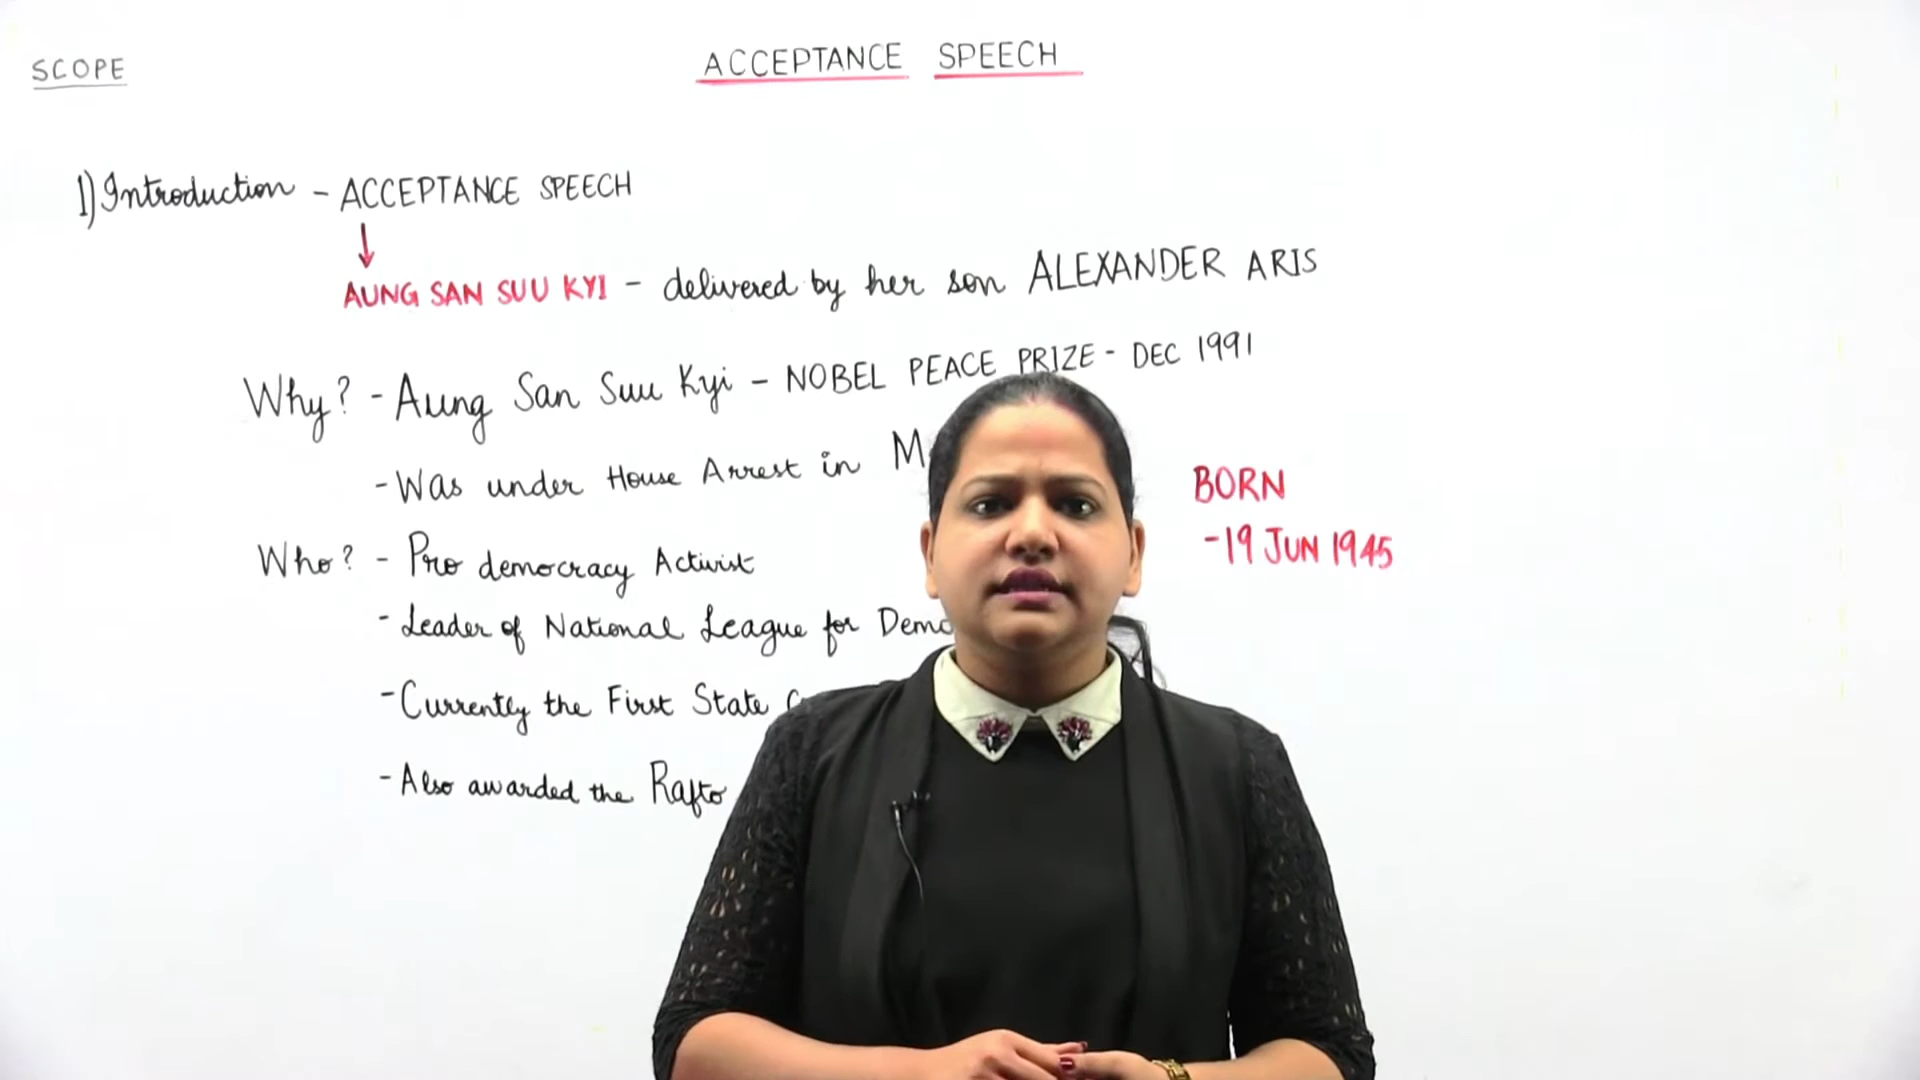 SCOPE
ACCEPTANCE SPEECH
1) Introduction - ACCEPTANCE SPEECH
AUNG SAN SUU KYI - delivered by her son ALEXANDER ARIS
Why? - Aung San Suu Kyi - NOBEL PEACE PRIZE - DEC 1991
- Was under House Arrest in
BORN
- 19 JUN 1945
Who? - Pro democracy Activist
- Leader of National League for
- Currently the First State
- Also awarded the Rafto